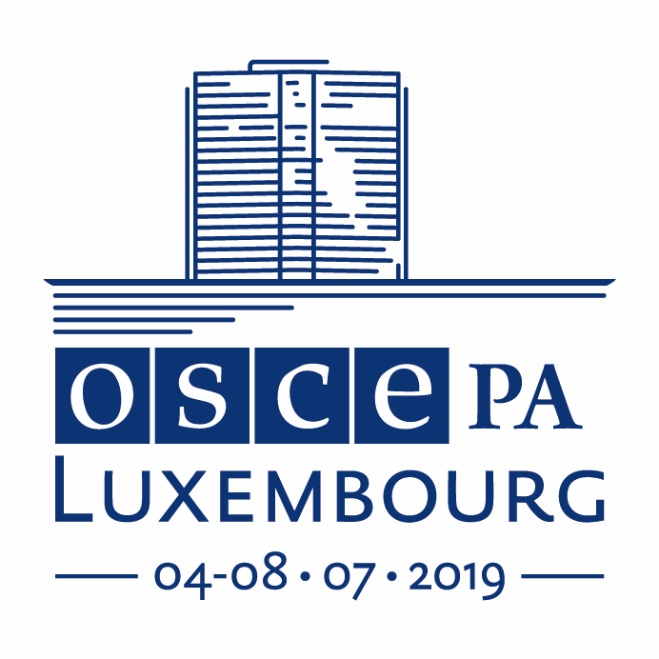 osce PA
LUXEMBOURG
04-08 • 07 • 2019